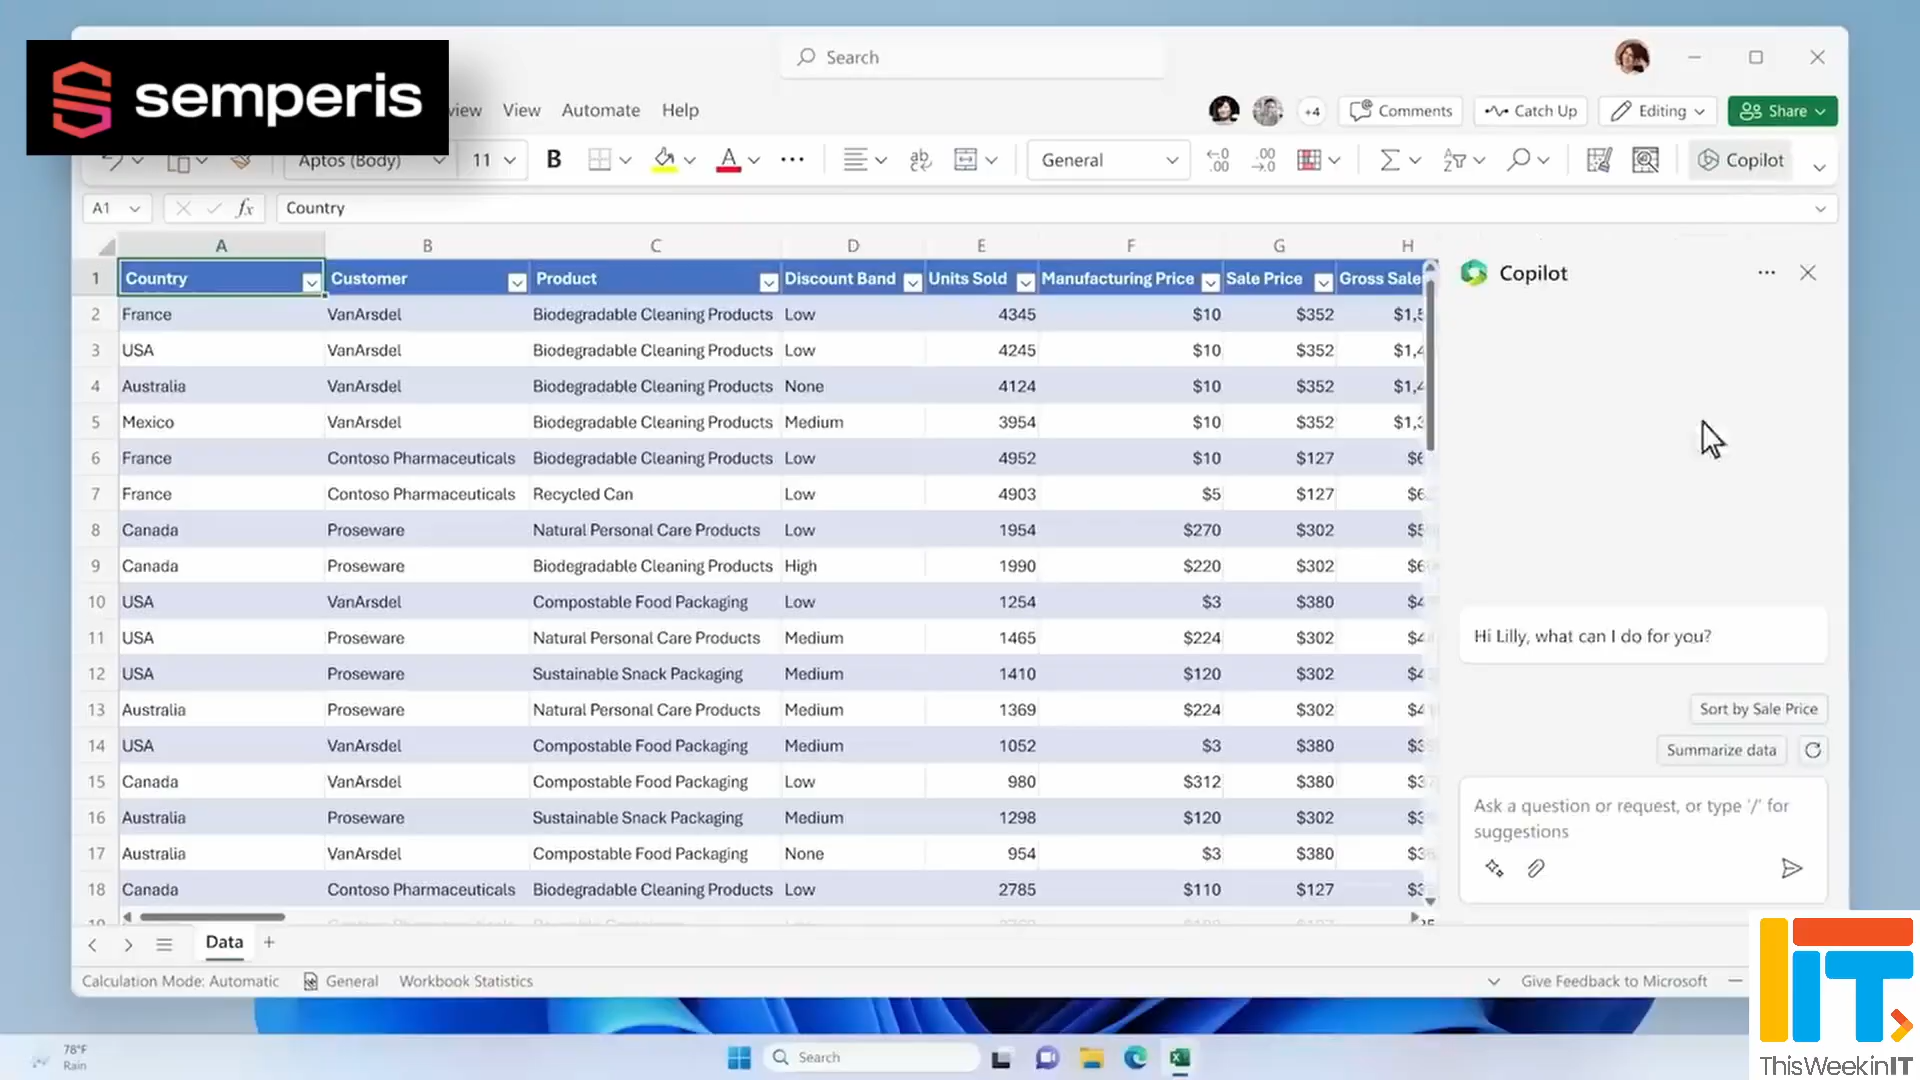 semperis
Search
View Automate Help
+4 Comments Catch Up Editing Share
Aptos (Body) 11 B General Copilot
A1 fx Country
A B C D E F G H
1 Country Customer Product Discount Band Units Sold Manufacturing Price Sale Price Gross Sale
2 France VanArsdel Biodegradable Cleaning Products Low 4345 $10 $352
3 USA VanArsdel Biodegradable Cleaning Products Low 4245 $10 $352
4 Australia VanArsdel Biodegradable Cleaning Products None 4124 $10 $352
5 Mexico VanArsdel Biodegradable Cleaning Products Medium 3954 $10 $352
6 France Contoso Pharmaceuticals Biodegradable Cleaning Products Low 4952 $10 $127
7 France Contoso Pharmaceuticals Recycled Can Low 4903 $5 $127
8 Canada Proseware Natural Personal Care Products Low 1954 $270 $302
9 Canada Proseware Biodegradable Cleaning Products High 1990 $220 $302
10 USA VanArsdel Compostable Food Packaging Low 1254 $3 $380
11 USA Proseware Natural Personal Care Products Medium 1465 $224 $302
12 USA Proseware Sustainable Snack Packaging Medium 1410 $120 $302
13 Australia Proseware Natural Personal Care Products Medium 1369 $224 $302
14 USA VanArsdel Compostable Food Packaging Medium 1052 $3 $380
15 Canada VanArsdel Compostable Food Packaging Low 980 $312 $380
16 Australia Proseware Sustainable Snack Packaging Medium 1298 $120 $302
17 Australia VanArsdel Compostable Food Packaging None 954 $3 $380
18 Canada Contoso Pharmaceuticals Biodegradable Cleaning Products Low 2785 $110 $127
Copilot
Hi Lilly, what can I do for you?
Sort by Sale Price
Summarize data
Ask a question or request, or type '/' for
suggestions
Data
Calculation Mode: Automatic General Workbook Statistics Give Feedback to Microsoft
78°F
Rain
Search
IT
ThisWeekinIT